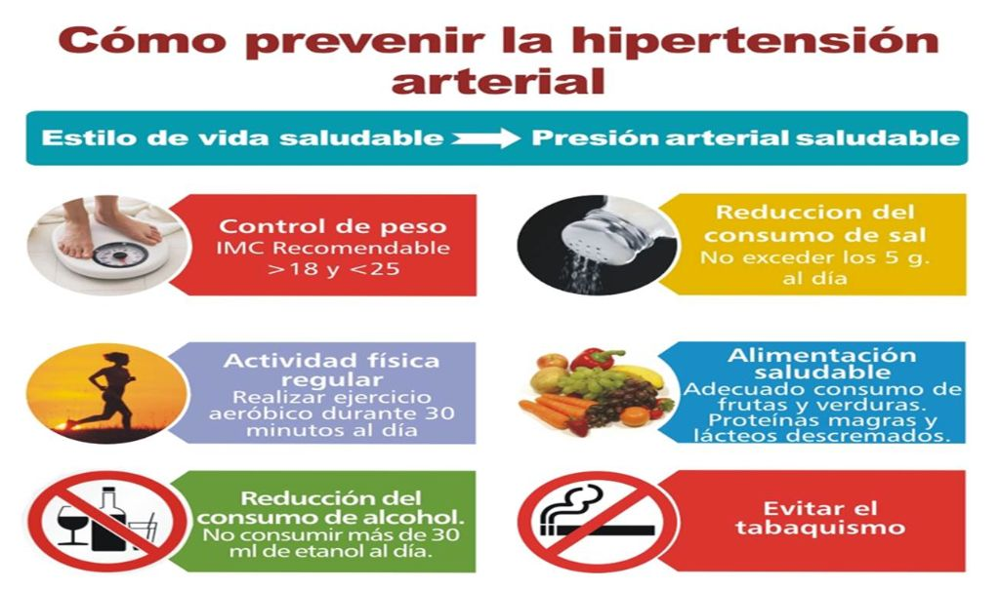 Cómo prevenir la hipertensión
arterial
Estilo de vida saludable Presión arterial saludable
Control de peso
IMC Recomendable
>18 y <25
Reduccion del
consumo de sal
No exceder los 5 g.
al día
Actividad física
regular
Realizar ejercicio
aeróbico durante 30
minutos al día
Alimentación
saludable
Adecuado consumo de
frutas y verduras.
Proteínas magras y
lácteos descremados.
Reducción del
consumo de alcohol.
No consumir más de 30
ml de etanol al día.
Evitar el
tabaquismo